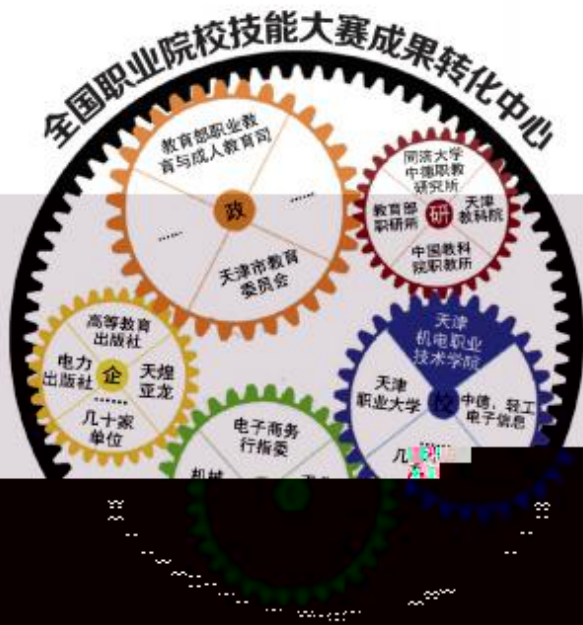 全国职业院校技能大赛成果转化中心
教育部职业教
育与成人教育司
……
政
……
天津市教育
委员会
同济大学
中德职教
研究所
教育部
职研所
研
天津
教科院
中国教科
院职教所
高等教育
出版社
电力
出版社
企
天煌
亚龙
……
几十家
单位
天津
机电职业
技术学院
天津
职业大学
校
中德，轻工
电子信息
……
几
电子商务
行指委
机械